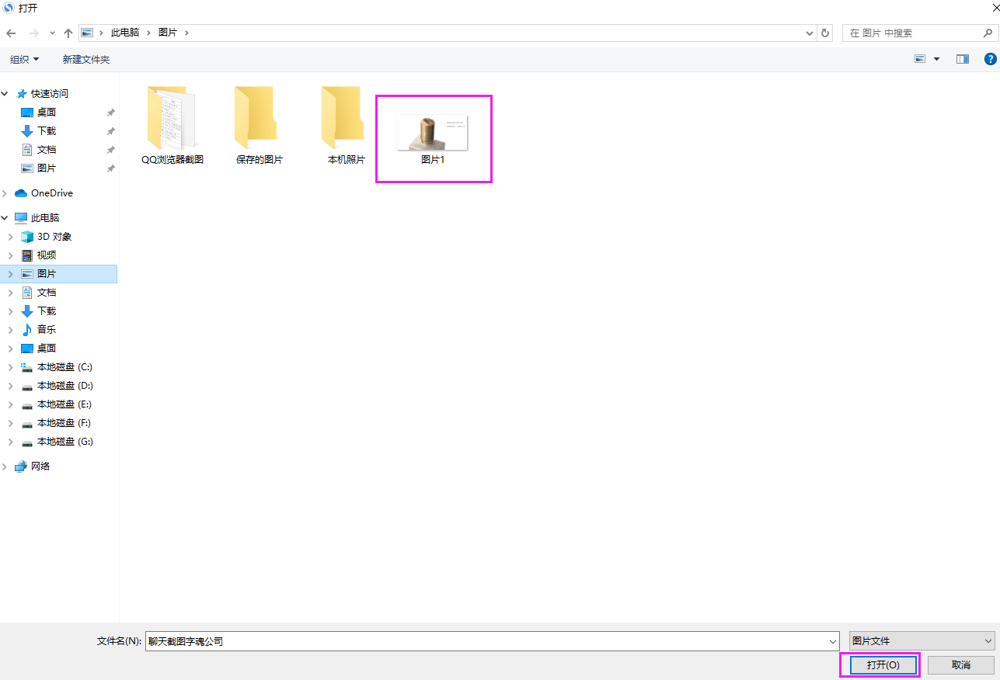 打开
此电脑 图片
在 图片 中搜索
组织 新建文件夹
快速访问
桌面
下载
文档
图片
OneDrive
此电脑
3D 对象
视频
图片
文档
下载
音乐
桌面
本地磁盘 (C:)
本地磁盘 (D:)
本地磁盘 (E:)
本地磁盘 (F:)
本地磁盘 (G:)
网络
QQ浏览器截图 保存的图片 本机照片 图片1
文件名(N): 聊天截图字魂公司 图片文件
打开(O) 取消